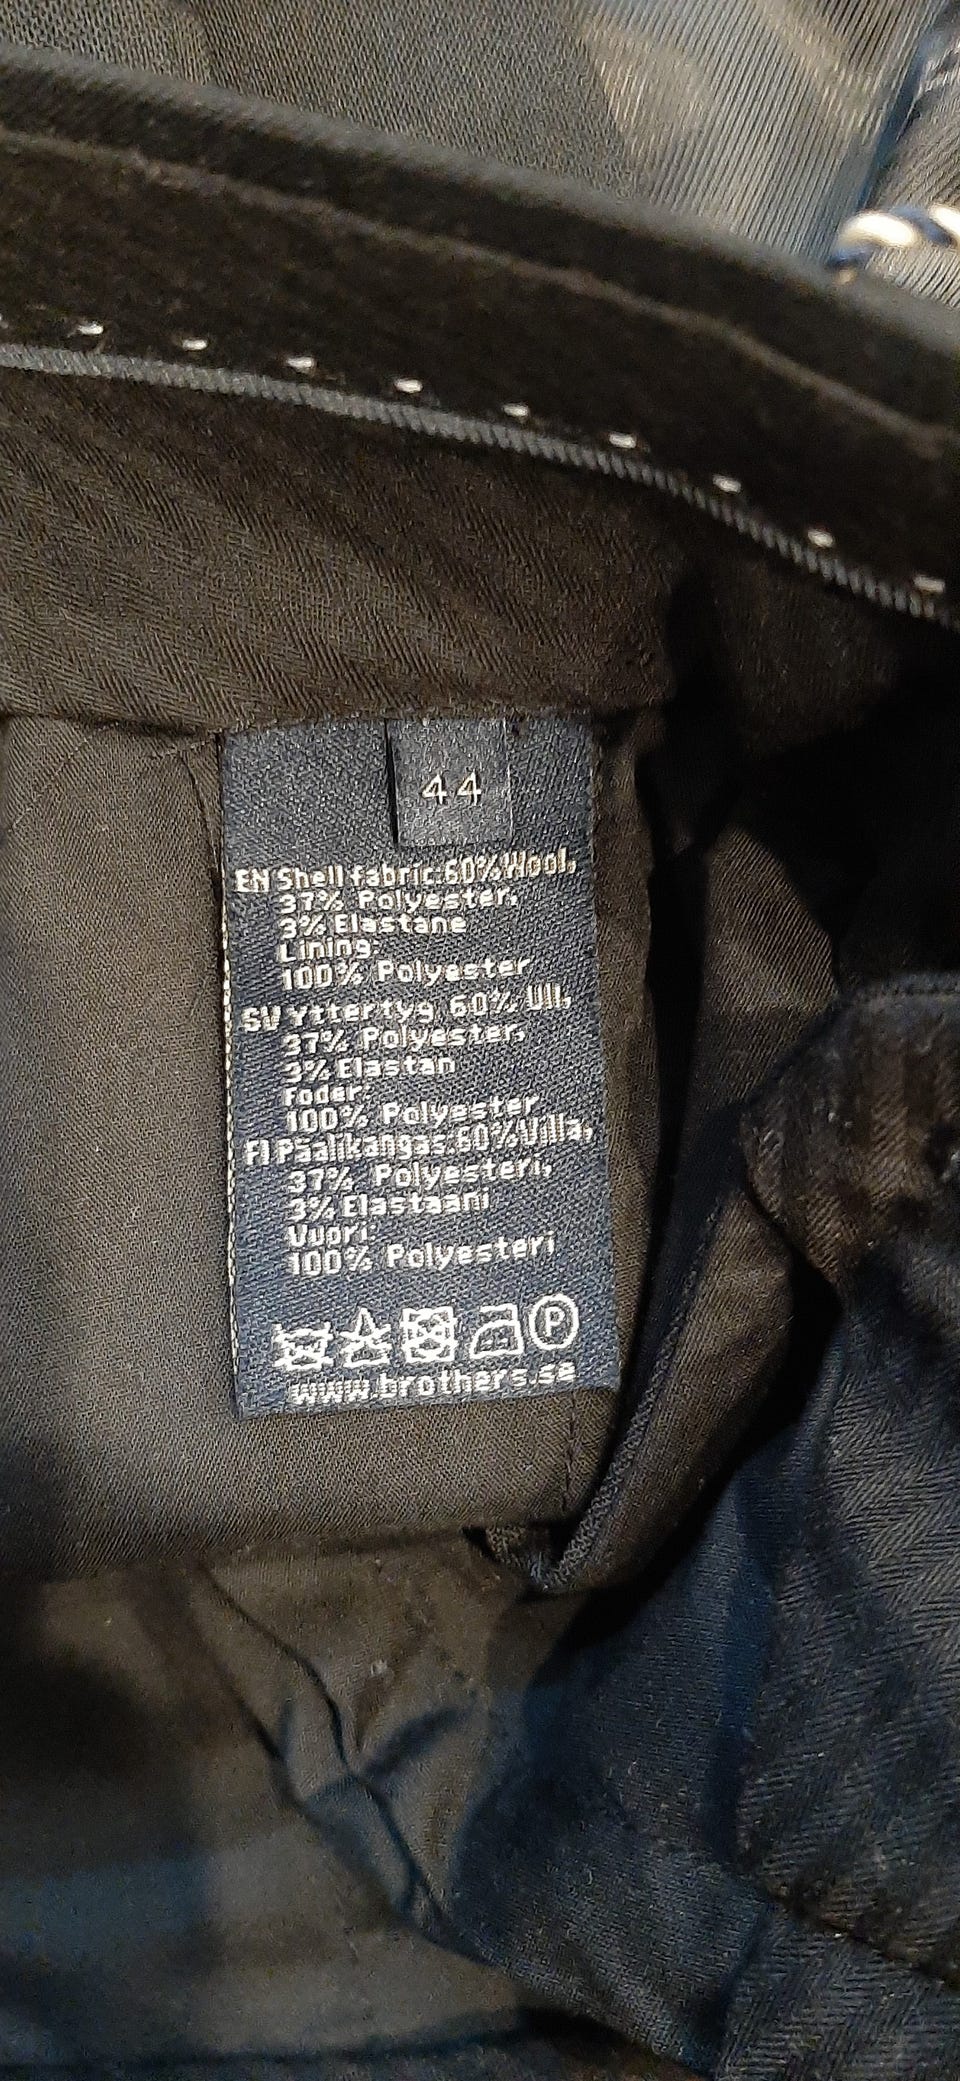 44
EN Shell fabric:60%Wool,
37% Polyester,
3% Elastane
Lining:
100% Polyester
SV Yttertyg 60% Ull,
37% Polyester,
3% Elastan
Foder:
100% Polyester
FI Päälikangas:60%Villa,
37% Polyesteri,
3% Elastaani
Vuori
100% Polyesteri
P
www.brothers.se